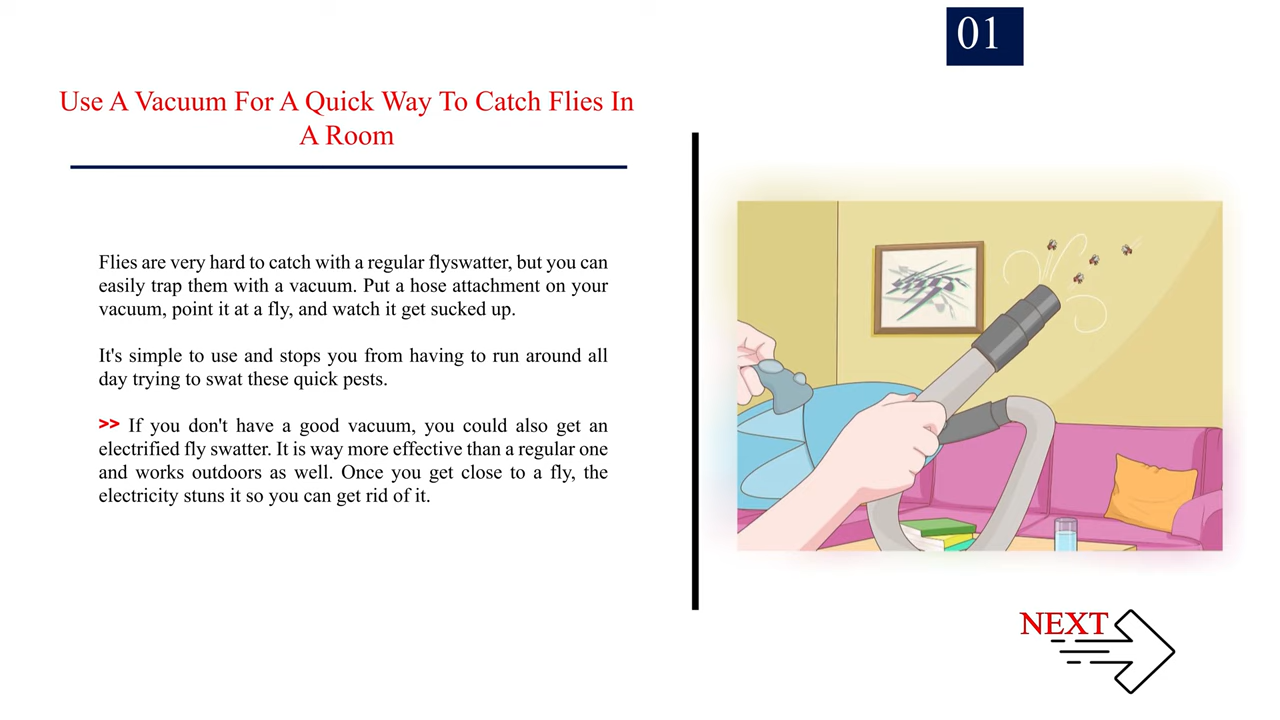 01
Use A Vacuum For A Quick Way To Catch Flies In
A Room
Flies are very hard to catch with a regular flyswatter, but you can
easily trap them with a vacuum. Put a hose attachment on your
vacuum, point it at a fly, and watch it get sucked up.
It's simple to use and stops you from having to run around all
day trying to swat these quick pests.
>> If you don't have a good vacuum, you could also get an
electrified fly swatter. It is way more effective than a regular one
and works outdoors as well. Once you get close to a fly, the
electricity stuns it so you can get rid of it.
NEXT